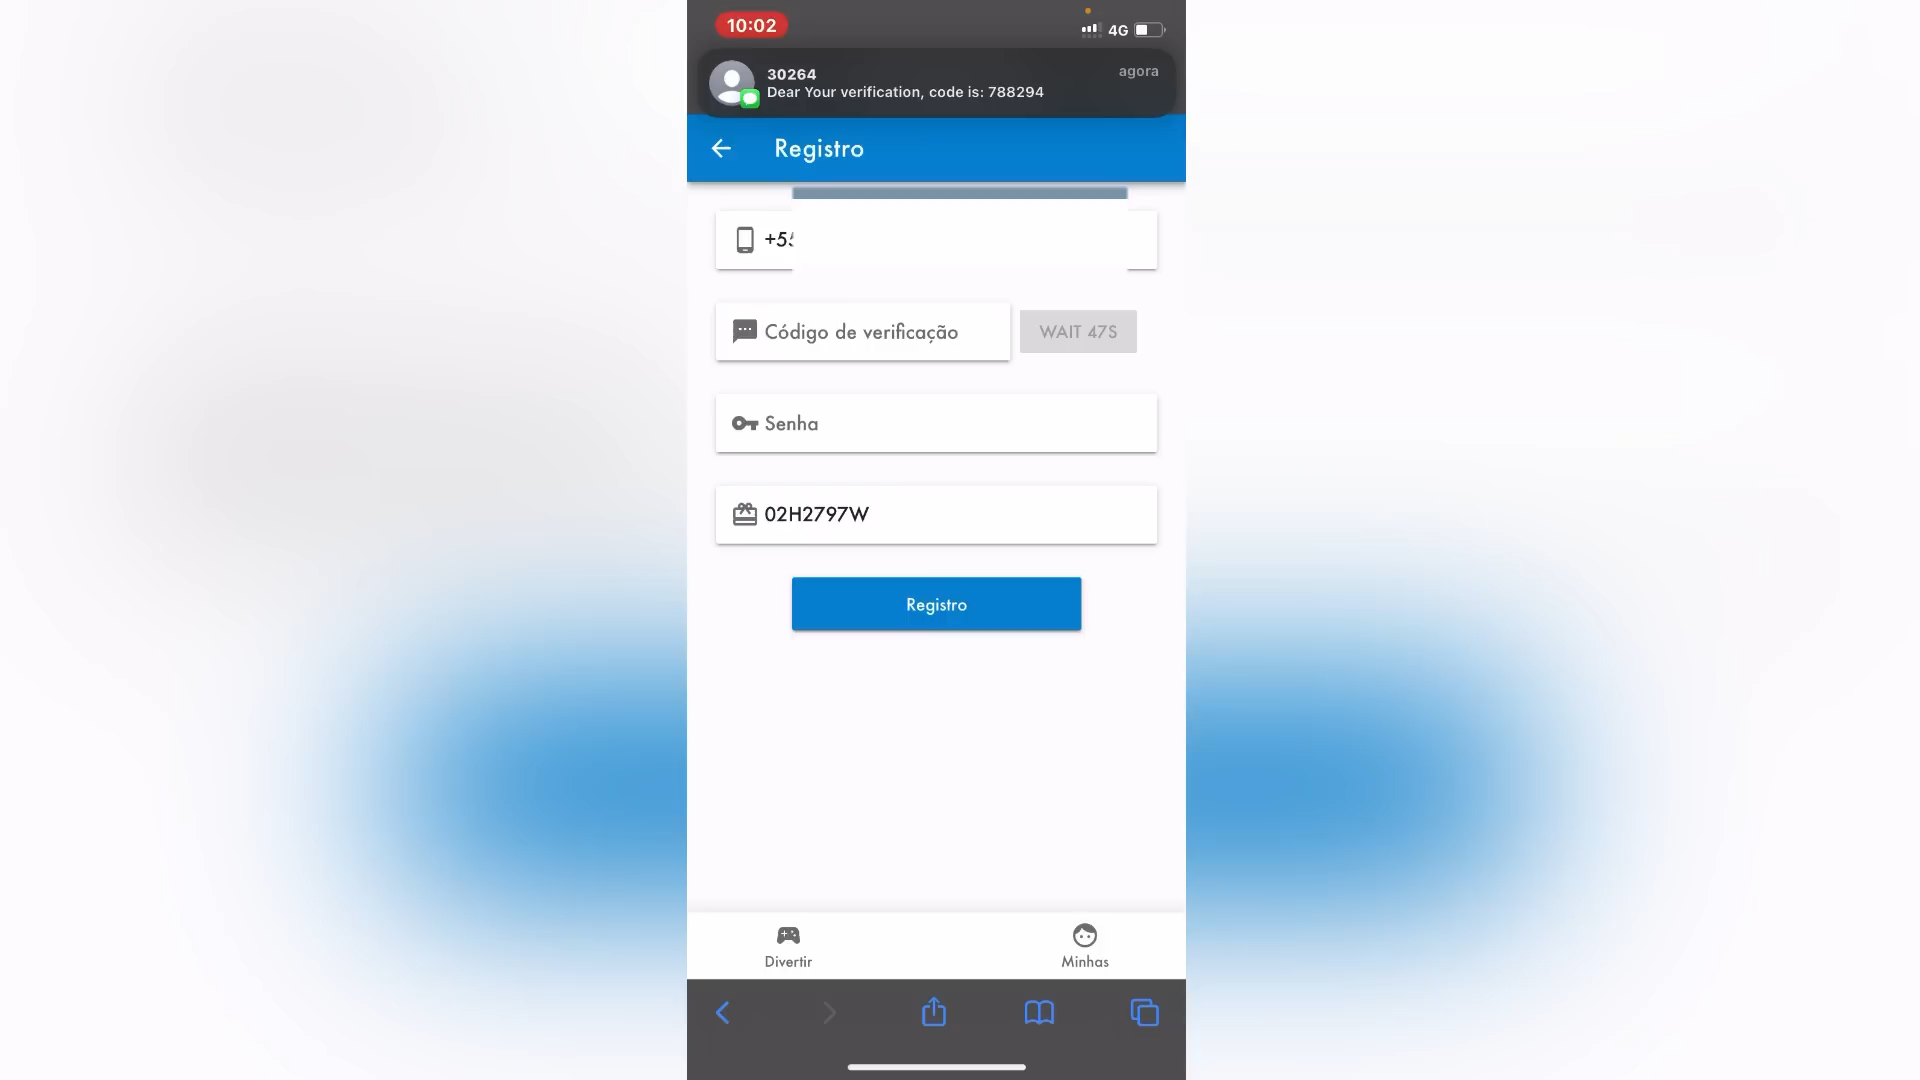 10:02
4G
30264
agora
Dear Your verification, code is: 788294
Registro
+55
Código de verificação
WAIT 47S
Senha
02H2797W
Registro
Divertir
Minhas